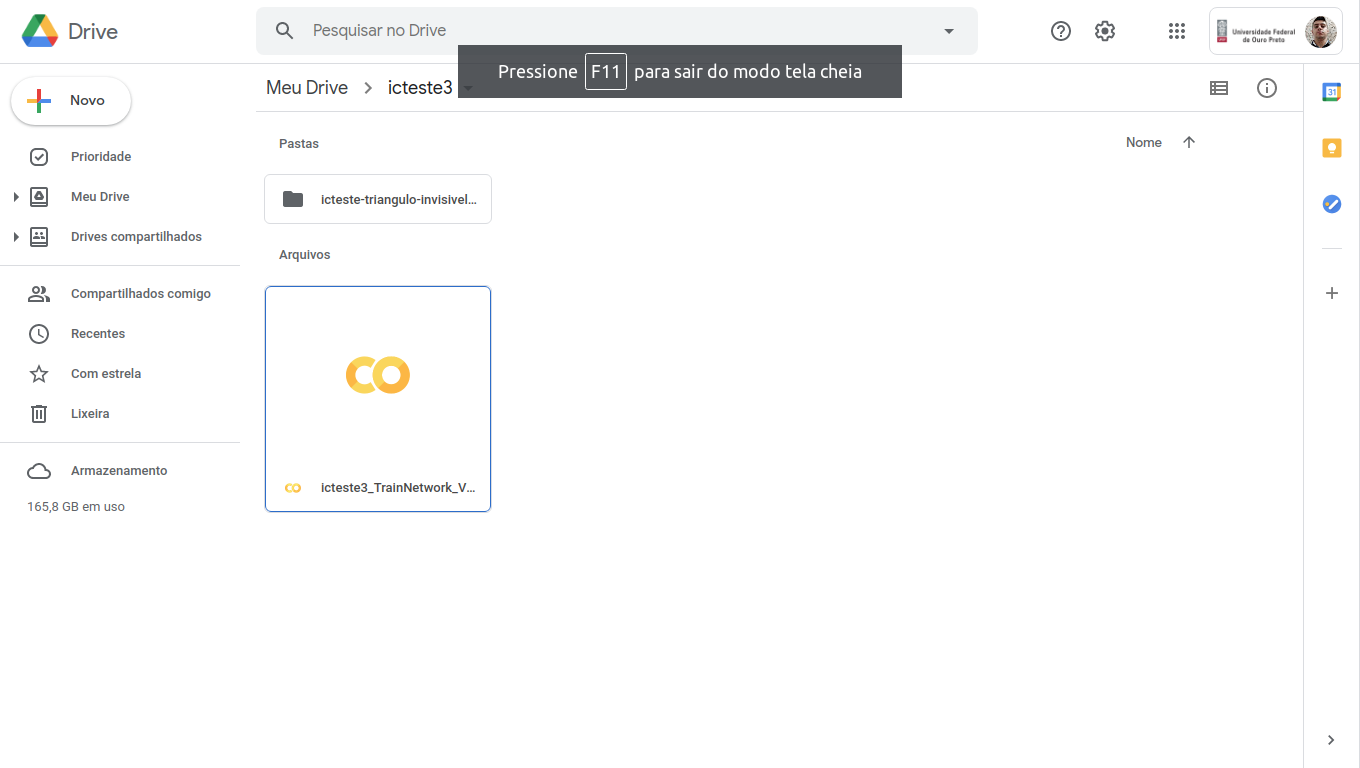 Drive
Pesquisar no Drive
Universidade Federal
de Ouro Preto
Pressione F11 para sair do modo tela cheia
Meu Drive
icteste3
Novo
Prioridade
Meu Drive
Drives compartilhados
Compartilhados comigo
Recentes
Com estrela
Lixeira
Armazenamento
165,8 GB em uso
Pastas
Nome
icteste-triangulo-invisivel...
Arquivos
icteste3_TrainNetwork_V...
31